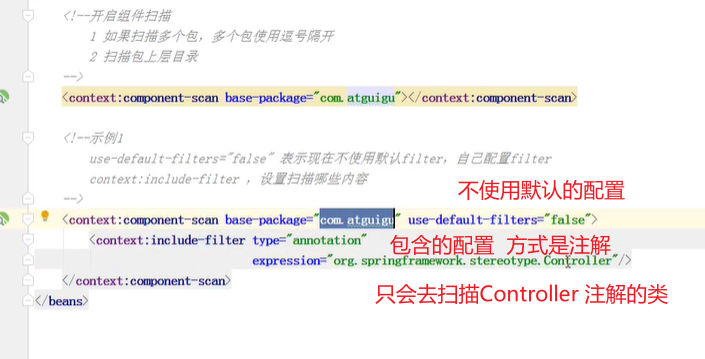 <!--开启组件扫描
1 如果扫描多个包，多个包使用逗号隔开
2 扫描包上层目录
-->
<context:component-scan base-package="com.atguigu"></context:component-scan>
<!--示例1
use-default-filters="false" 表示现在不使用默认filter，自己配置filter
context:include-filter ，设置扫描哪些内容
-->
不使用默认的配置
<context:component-scan base-package="com.atguigu" use-default-filters="false">
<context:include-filter type="annotation"
包含的配置 方式是注解
expression="org.springframework.stereotype.Controller"/>
</context:component-scan>
只会去扫描Controller 注解的类
</beans>